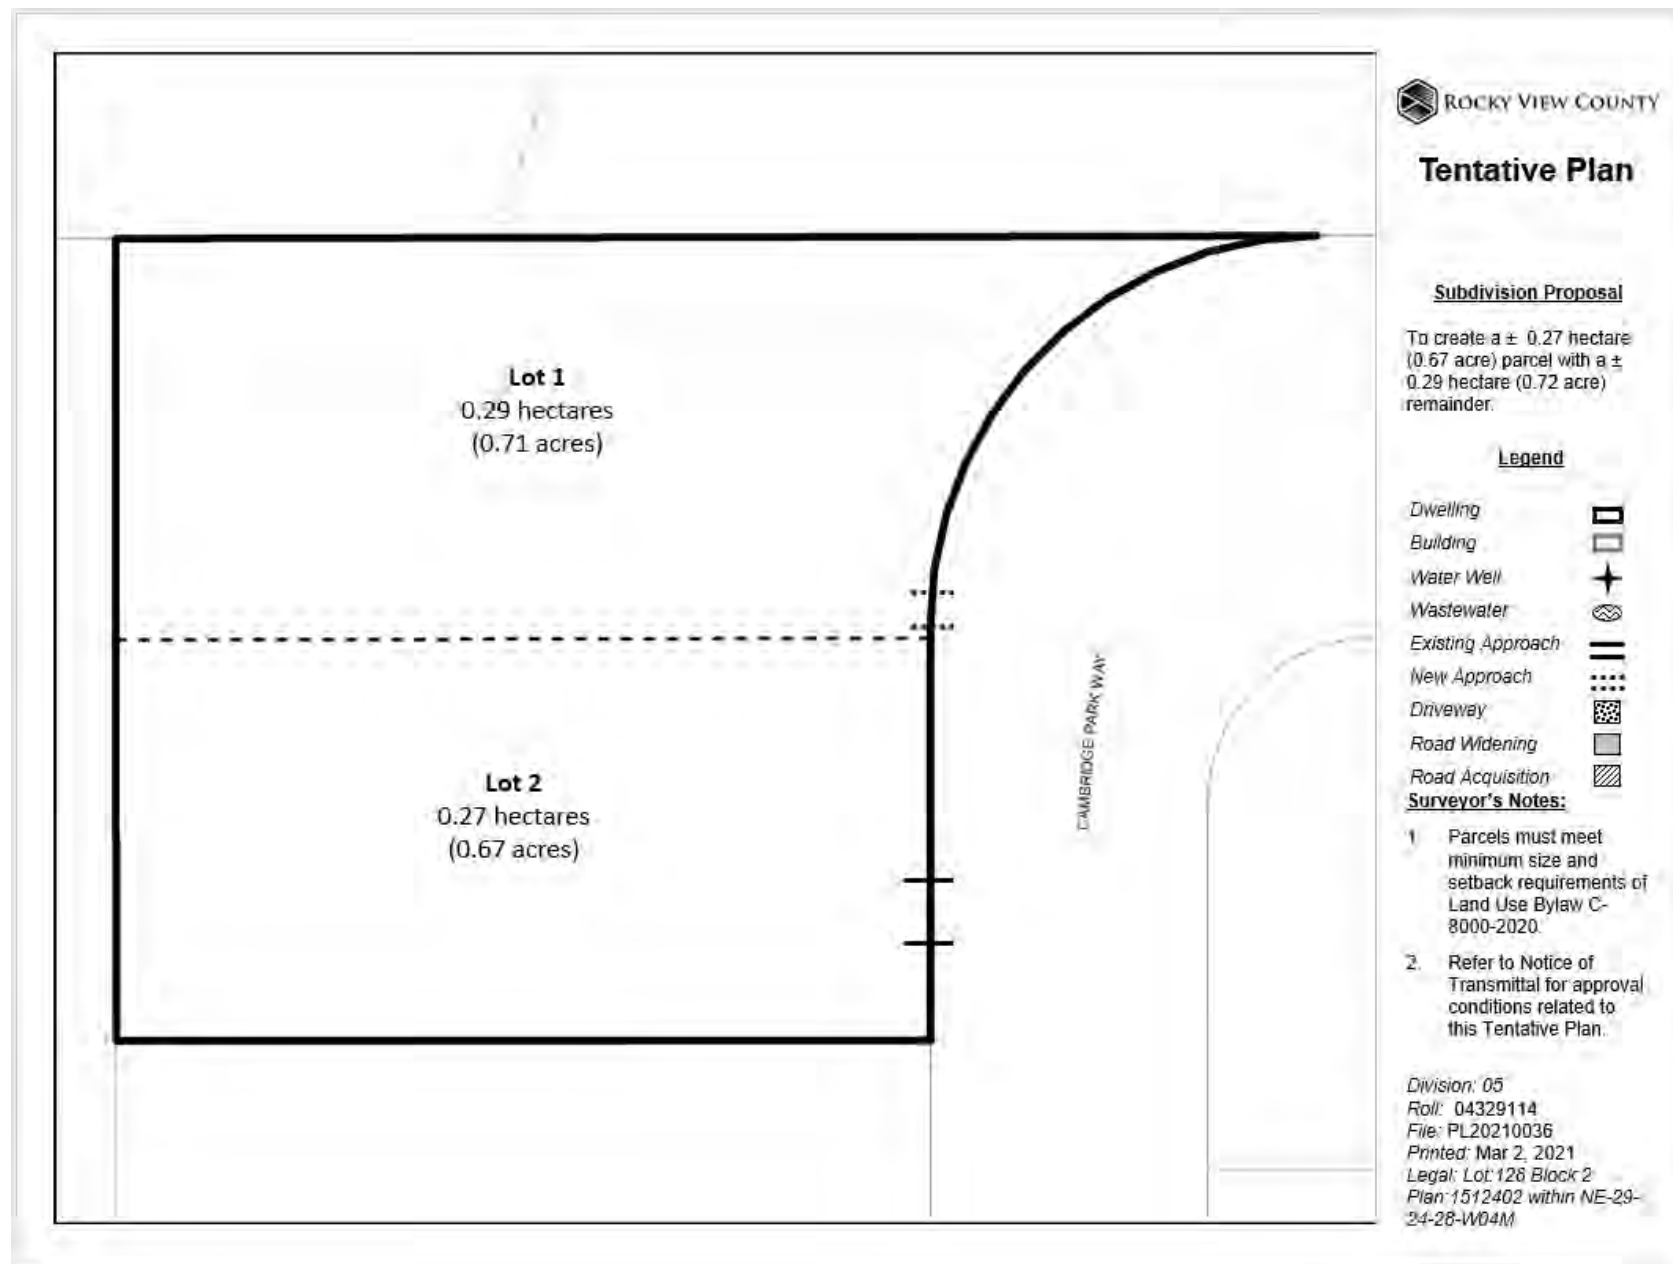 ROCKY VIEW COUNTY
Tentative Plan
Subdivision Proposal
To create a ± 0.27 hectare
(0.67 acre) parcel with a ±
0.29 hectare (0.72 acre)
remainder.
Legend
Dwelling
Building
Water Well
Wastewater
Existing Approach
New Approach
Driveway
Road Widening
Road Acquisition
Surveyor's Notes:
1 Parcels must meet
minimum size and
setback requirements of
Land Use Bylaw C-
8000-2020.
2. Refer to Notice of
Transmittal for approval
conditions related to
this Tentative Plan.
Division: 05
Roll: 04329114
File: PL20210036
Printed: Mar 2, 2021
Legal: Lot:128 Block 2
Plan:1512402 within NE-29-
24-28-W04M
Lot 1
0.29 hectares
(0.71 acres)
Lot 2
0.27 hectares
(0.67 acres)
CAMBRIDGE PARK WAY